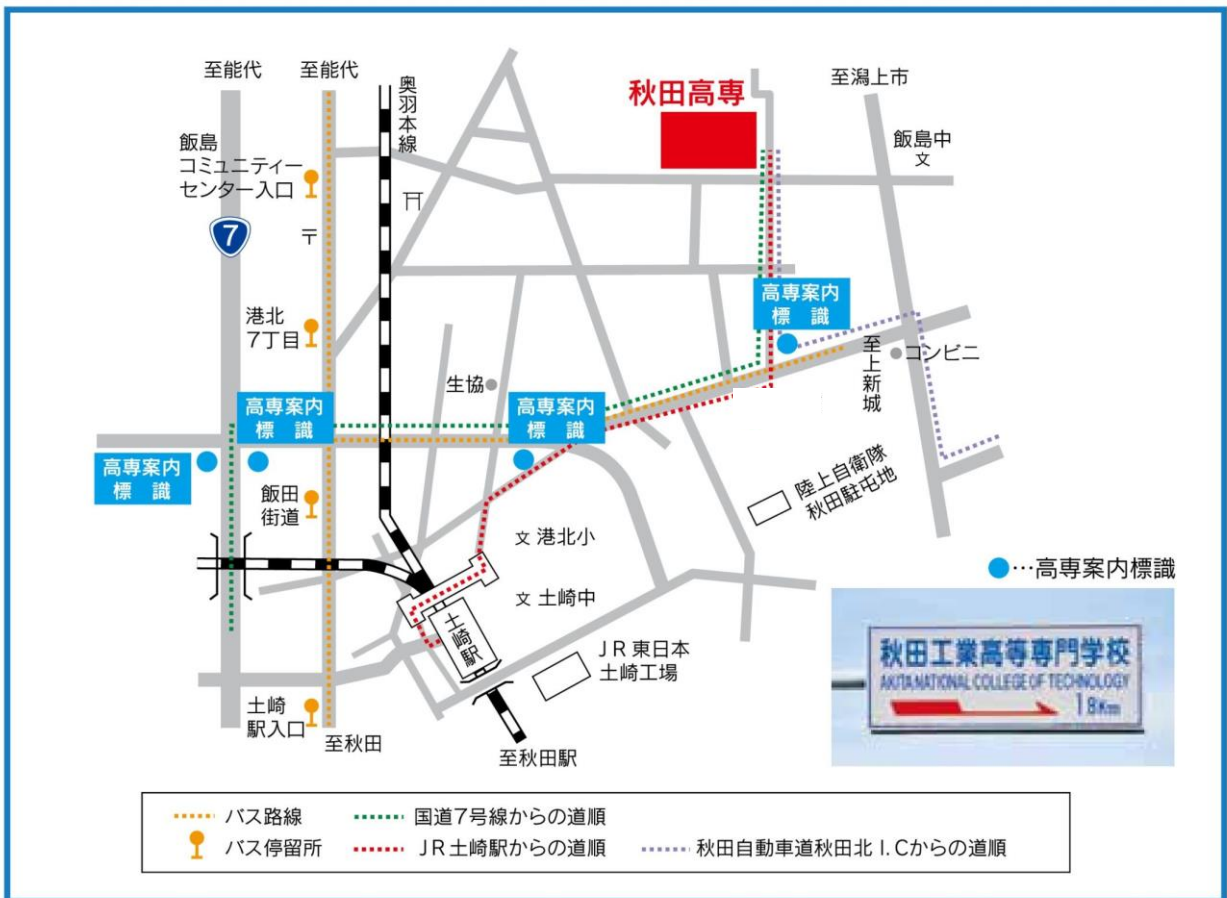 至能代
至能代
奥羽本線
秋田高専
至潟上市
飯島
コミュニティー
センター入口
飯島中
文
7
〒
高専案内
標 識
港北
7丁目
至上新城
コンビニ
生協
高専案内
標 識
高専案内
標 識
高専案内
標 識
飯田
街道
陸上自衛隊
秋田駐屯地
文 港北小
文 土崎中
土崎駅
JR東日本
土崎工場
●…高専案内標識
秋田工業高等専門学校
AKITA NATIONAL COLLEGE OF TECHNOLOGY
18Km
土崎
駅入口
至秋田
至秋田駅
バス路線
国道7号線からの道順
バス停留所
JR土崎駅からの道順
秋田自動車道秋田北I.Cからの道順